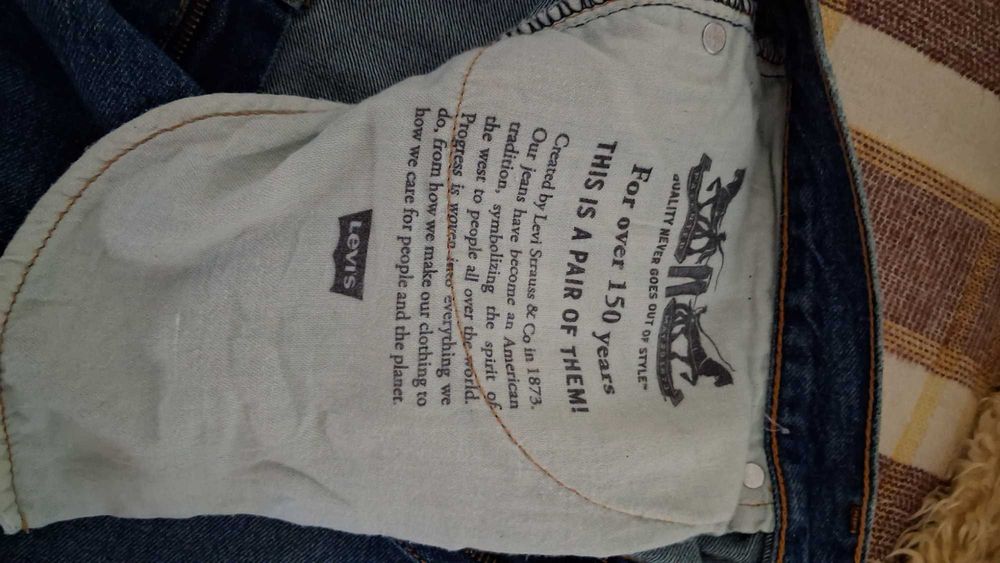 QUALITY NEVER GOES OUT OF STYLE™
For over 150 years
THIS IS A PAIR OF THEM!
Created by Levi Strauss & Co in 1873.
Our jeans have become an American
tradition, symbolizing the spirit of
the west to people all over the world.
Progress is woven into everything we
do, from how we make our clothing to
how we care for people and the planet.
Levi's